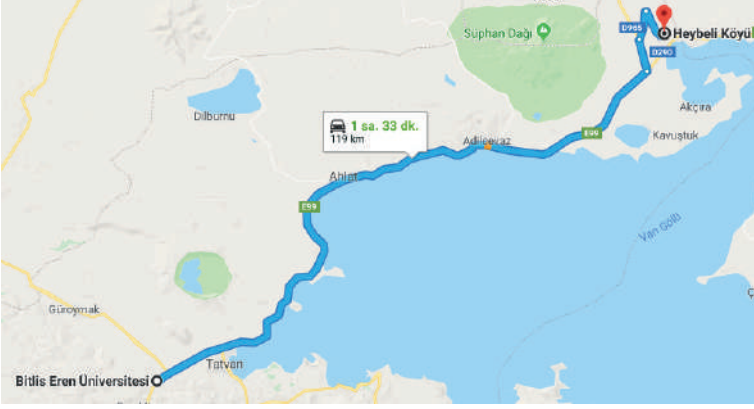 Süphan Dağı
D965
Heybeli Köyü
D290
Dilburnu
Akçıra
1 sa. 33 dk.
119 km
E99
Kavuştuk
Adilcevaz
Ahlat
E99
Van Gölü
Güroymak
Tatvan
Bitlis Eren Üniversitesi